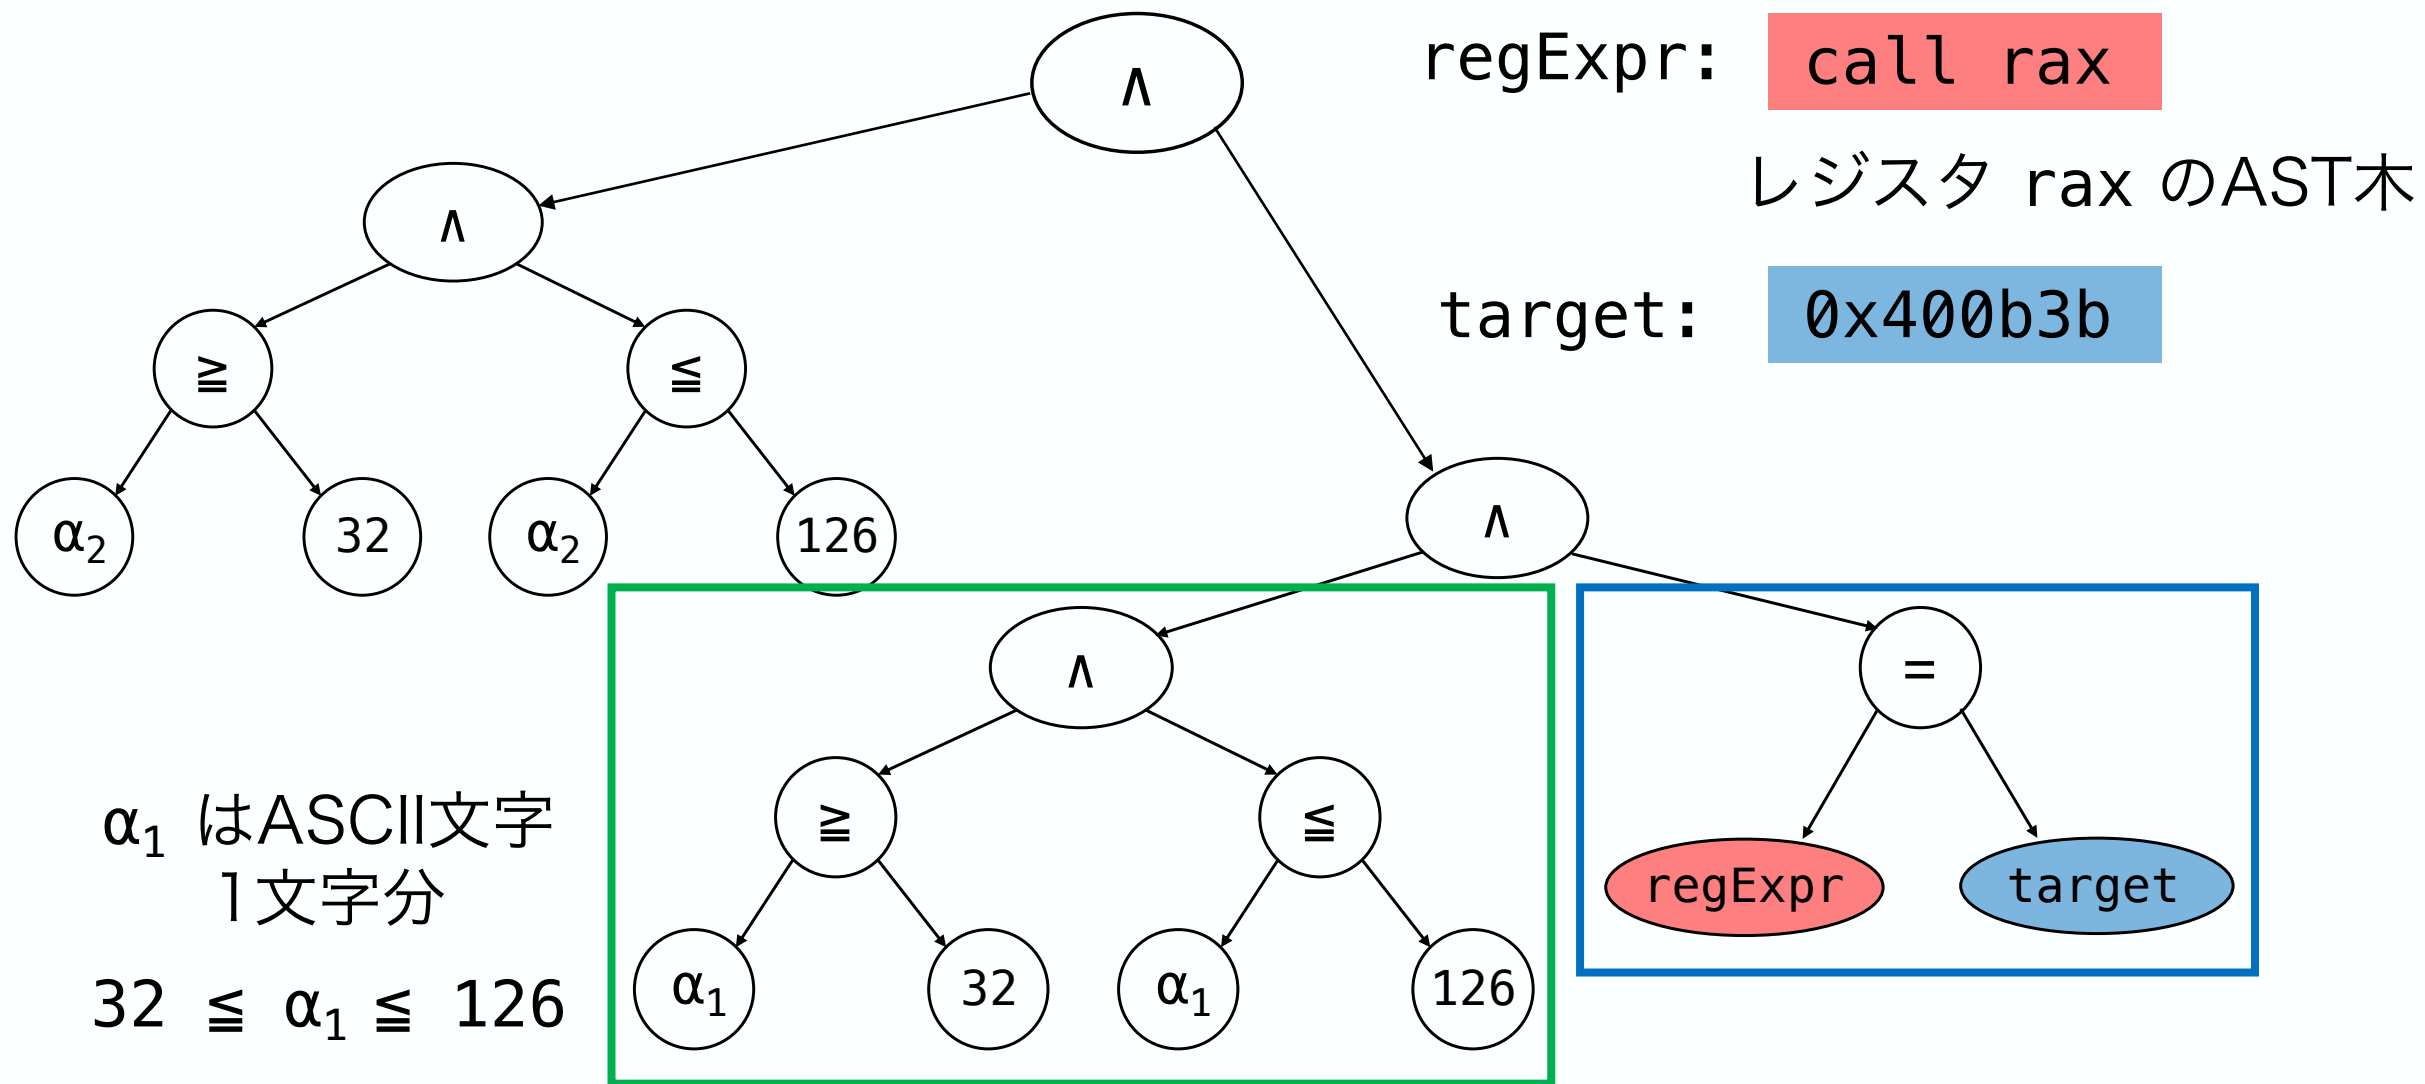 ∧
regExpr: call rax
レジスタ rax のAST木
∧
target: 0x400b3b
≧ ≦
α2 32 α2 126
∧
∧ =
α1 はASCII文字
1文字分
≧ ≦
regExpr target
32 ≦ α1 ≦ 126
α1 32 α1 126